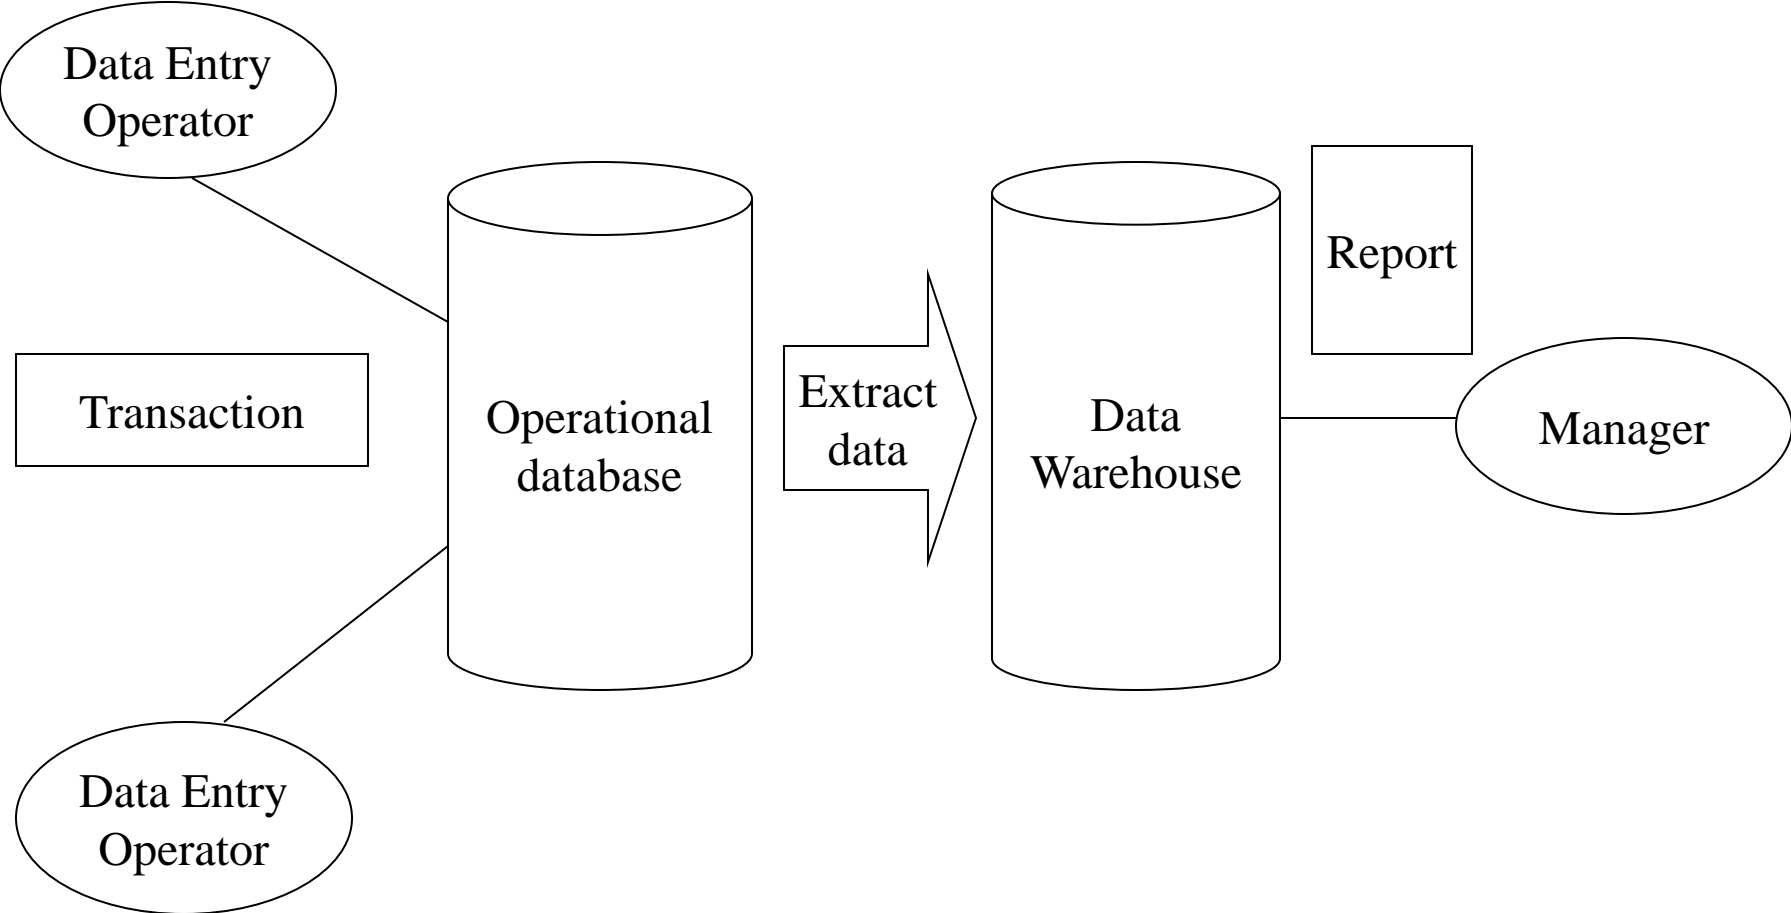 Data Entry
Operator
Transaction
Data Entry
Operator
Operational
database
Extract
data
Data
Warehouse
Report
Manager